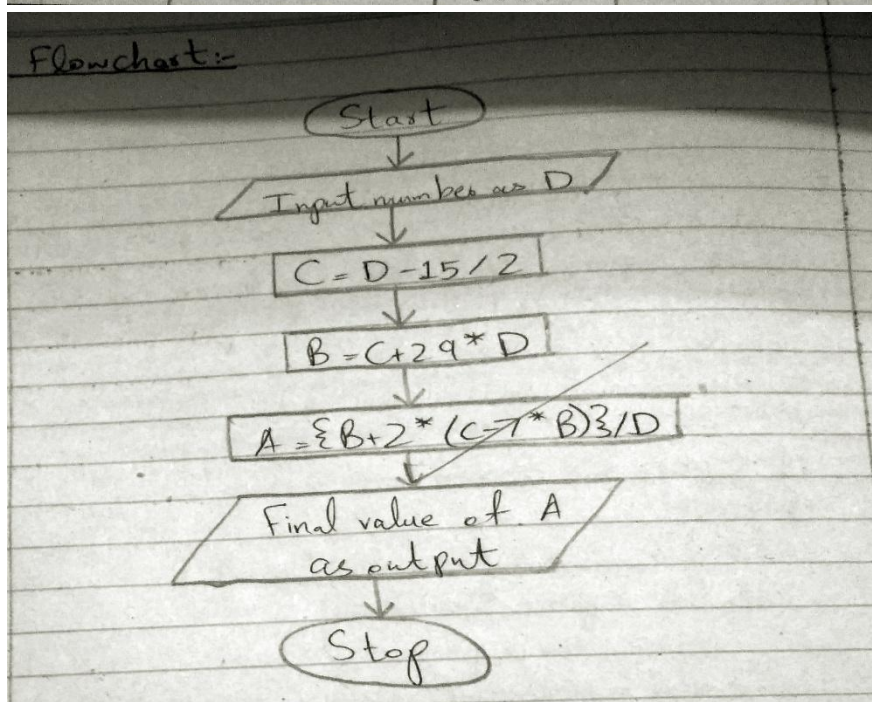 Flowchart:-
Start
Input number as D
C = D - 15 / 2
B = C + 29 * D
A = {B + 2 * (C - 7 * B)} / D
Final value of A
as output
Stop